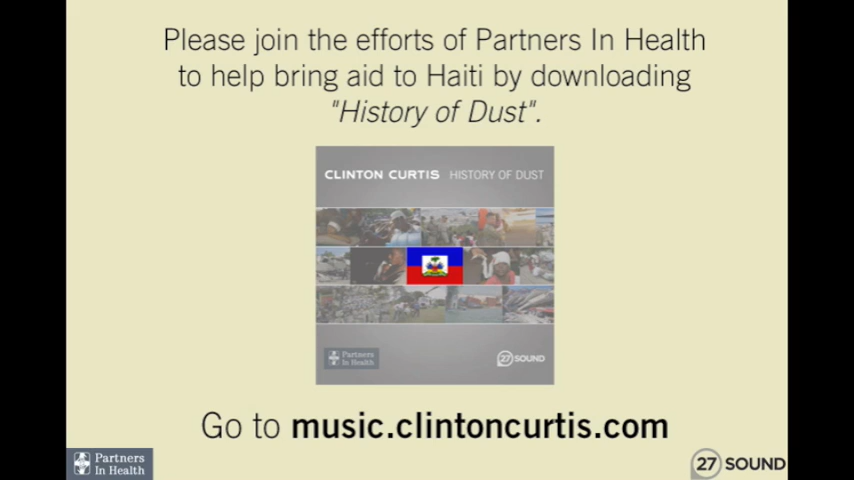 Please join the efforts of Partners In Health
to help bring aid to Haiti by downloading
"History of Dust".
CLINTON CURTIS HISTORY OF DUST
Partners
In Health
27 SOUND
Go to music.clintoncurtis.com
Partners
In Health
27 SOUND